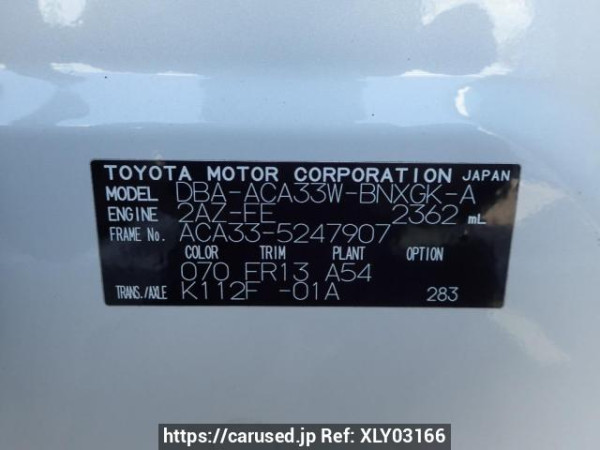 TOYOTA MOTOR CORPORATION JAPAN
MODEL DBA-ACA33W-BNXGK-A
ENGINE 2AZ-FE 2362 mL
FRAME No. ACA33-5247907
COLOR TRIM PLANT OPTION
070 FR13 A54
TRANS./AXLE K112F -01A 283
https://carused.jp Ref: XLY03166